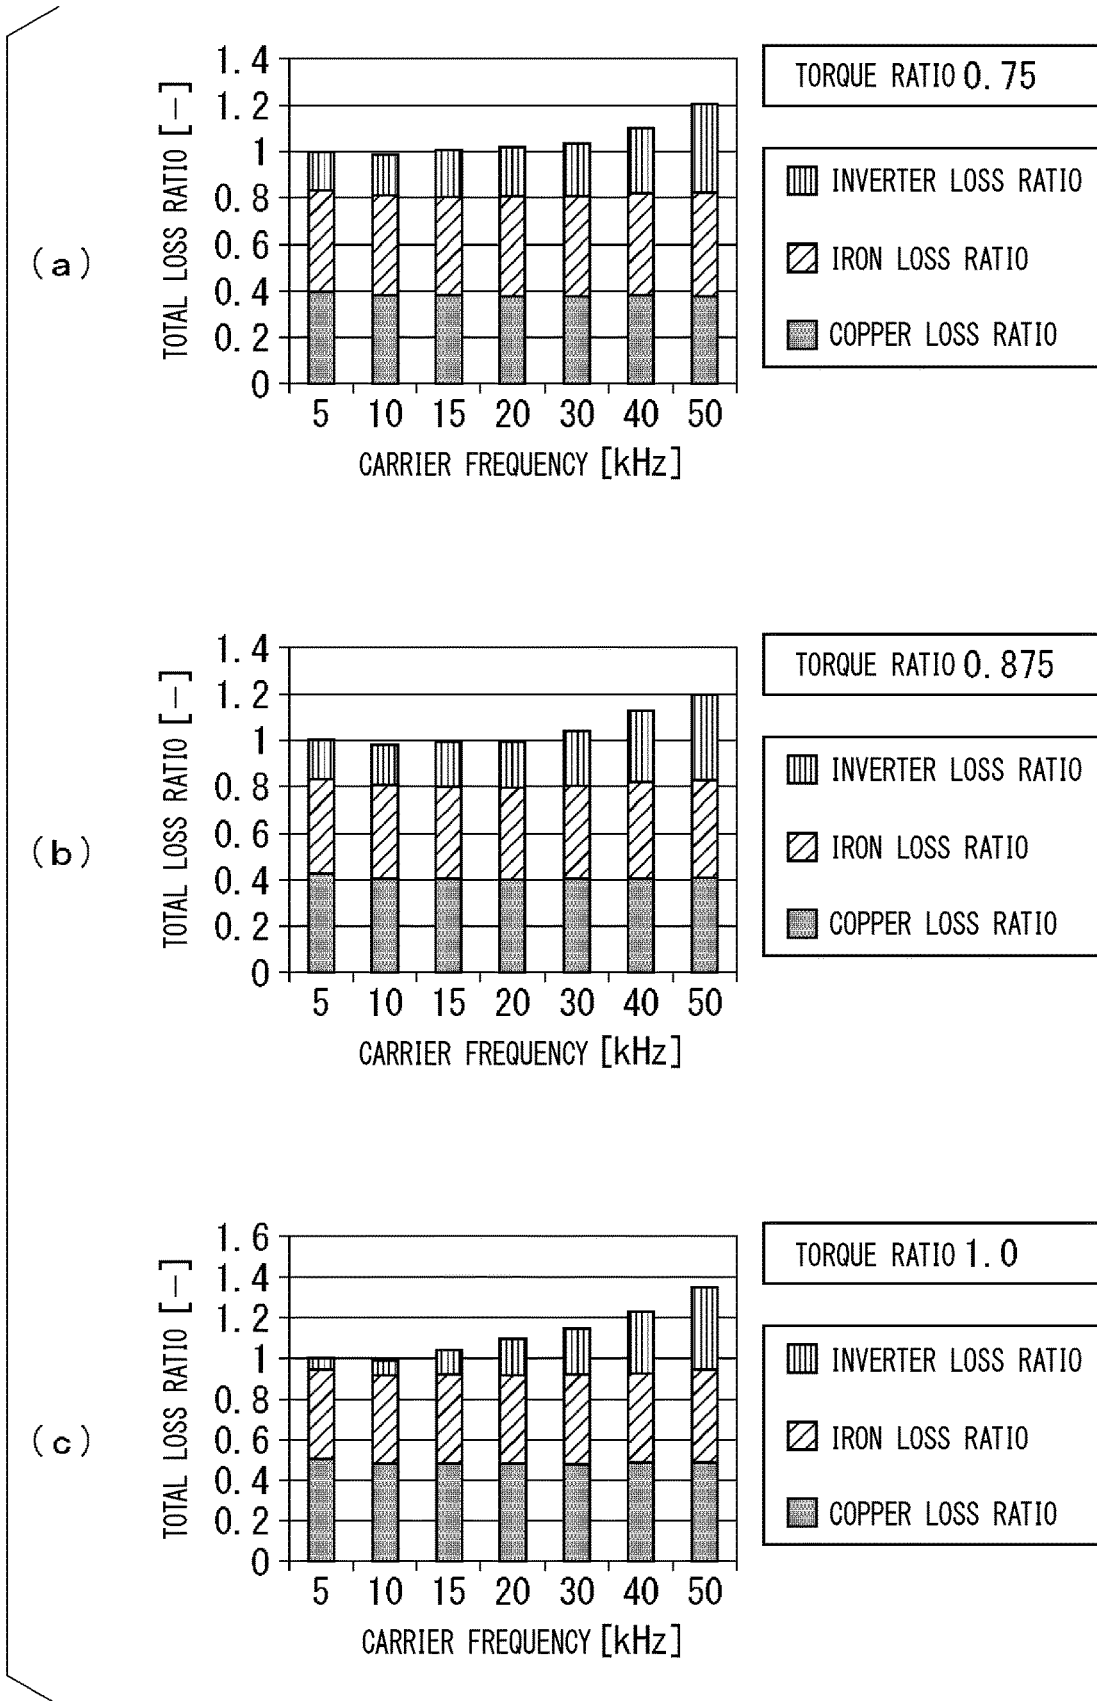 (a)
TOTAL LOSS RATIO [—]
1.4
1.2
1
0.8
0.6
0.4
0.2
0
5 10 15 20 30 40 50
CARRIER FREQUENCY [kHz]
TORQUE RATIO 0.75
INVERTER LOSS RATIO
IRON LOSS RATIO
COPPER LOSS RATIO
(b)
TOTAL LOSS RATIO [—]
1.4
1.2
1
0.8
0.6
0.4
0.2
0
5 10 15 20 30 40 50
CARRIER FREQUENCY [kHz]
TORQUE RATIO 0.875
INVERTER LOSS RATIO
IRON LOSS RATIO
COPPER LOSS RATIO
(c)
TOTAL LOSS RATIO [—]
1.6
1.4
1.2
1
0.8
0.6
0.4
0.2
0
5 10 15 20 30 40 50
CARRIER FREQUENCY [kHz]
TORQUE RATIO 1.0
INVERTER LOSS RATIO
IRON LOSS RATIO
COPPER LOSS RATIO